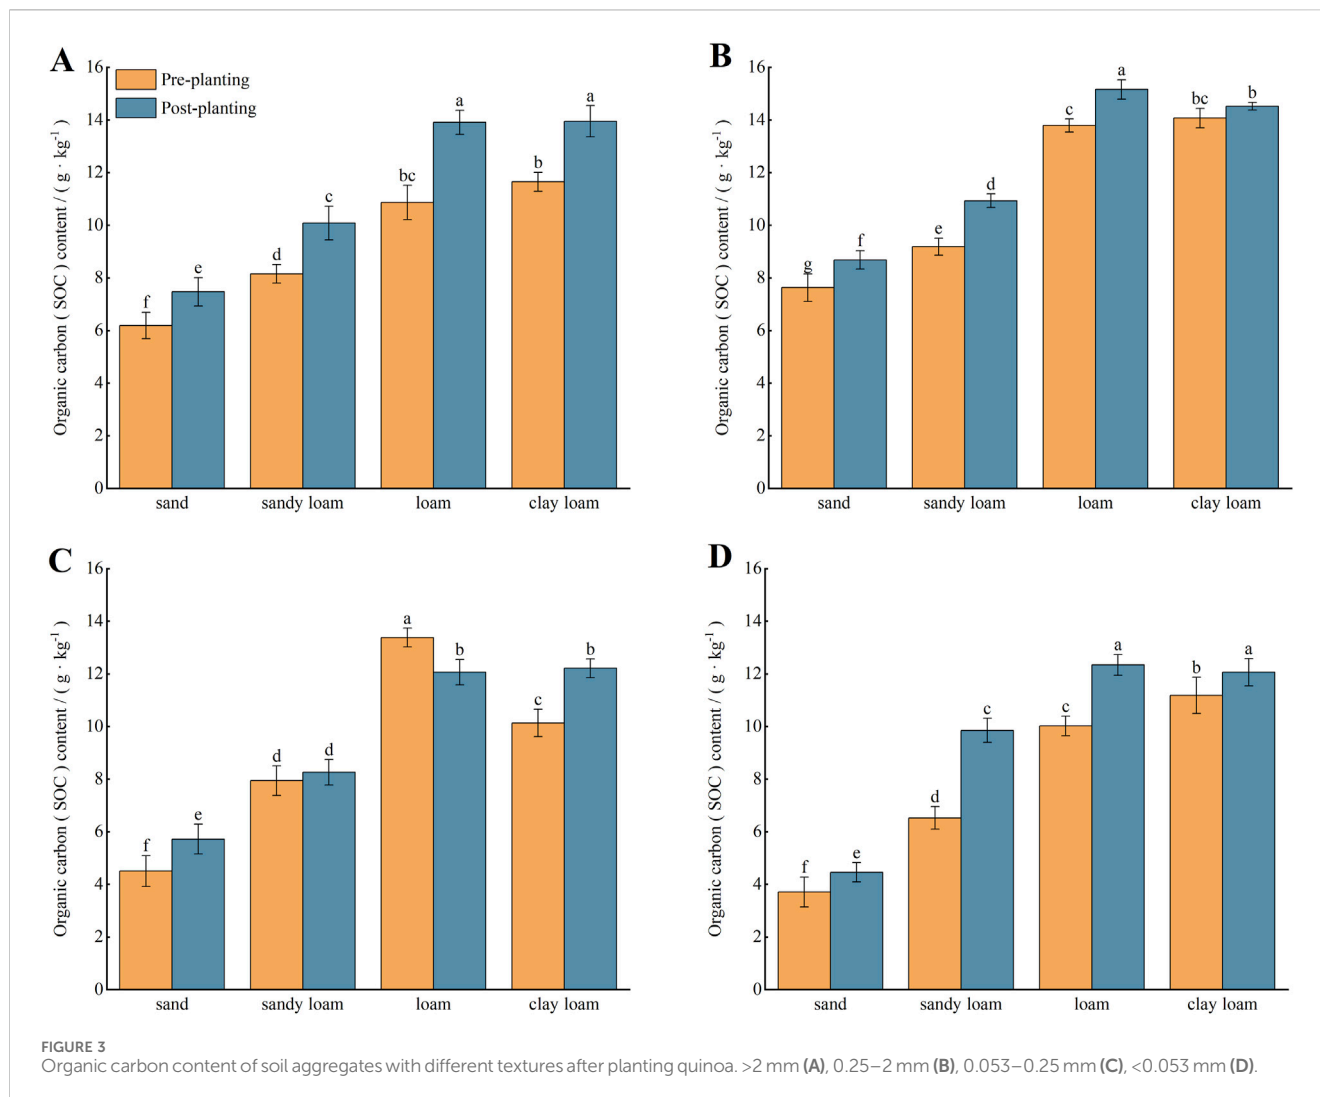 A
Organic carbon ( SOC ) content / ( g · kg-1 )
16
14
12
10
8
6
4
2
0
Pre-planting
Post-planting
f
e
d
c
bc
a
b
a
sand
sandy loam
loam
clay loam
B
Organic carbon ( SOC ) content / ( g · kg-1 )
16
14
12
10
8
6
4
2
0
g
f
e
d
c
a
bc
b
sand
sandy loam
loam
clay loam
C
Organic carbon ( SOC ) content / ( g · kg-1 )
16
14
12
10
8
6
4
2
0
f
e
d
d
a
b
c
b
sand
sandy loam
loam
clay loam
D
Organic carbon ( SOC ) content / ( g · kg-1 )
16
14
12
10
8
6
4
2
0
f
e
d
c
c
a
b
a
sand
sandy loam
loam
clay loam
FIGURE 3
Organic carbon content of soil aggregates with different textures after planting quinoa. >2 mm (A), 0.25–2 mm (B), 0.053–0.25 mm (C), <0.053 mm (D).